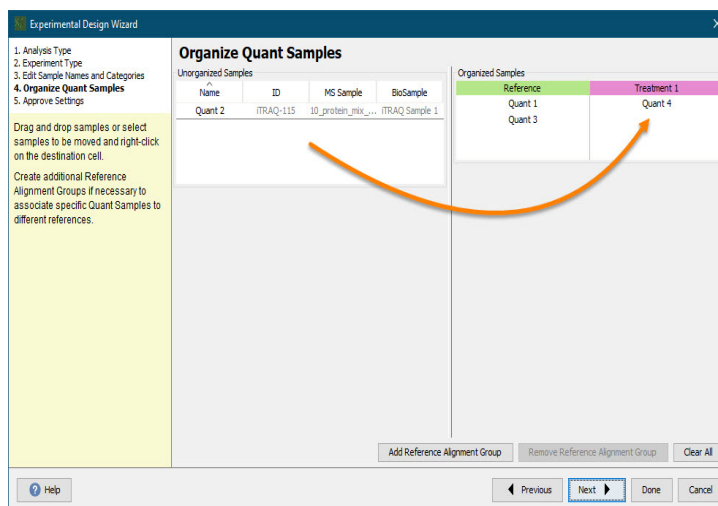 Experimental Design Wizard
1. Analysis Type
2. Experiment Type
3. Edit Sample Names and Categories
4. Organize Quant Samples
5. Approve Settings
Drag and drop samples or select
samples to be moved and right-click
on the destination cell.
Create additional Reference
Alignment Groups if necessary to
associate specific Quant Samples to
different references.
Organize Quant Samples
Unorganized Samples
Name ID MS Sample BioSample
Quant 2 iTRAQ-115 10_protein_mix_... iTRAQ Sample 1
Organized Samples
Reference Treatment 1
Quant 1 Quant 4
Quant 3
Add Reference Alignment Group Remove Reference Alignment Group Clear All
Help Previous Next Done Cancel